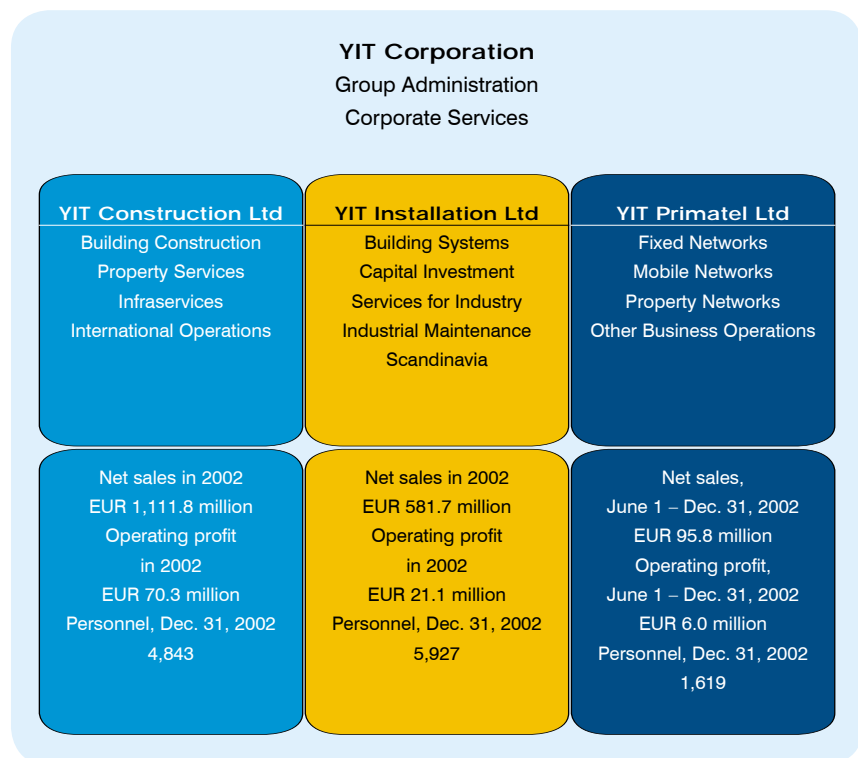 YIT Corporation
Group Administration
Corporate Services
YIT Construction Ltd
Building Construction
Property Services
Infraservices
International Operations
YIT Installation Ltd
Building Systems
Capital Investment
Services for Industry
Industrial Maintenance
Scandinavia
YIT Primatel Ltd
Fixed Networks
Mobile Networks
Property Networks
Other Business Operations
Net sales in 2002
EUR 1,111.8 million
Operating profit
in 2002
EUR 70.3 million
Personnel, Dec. 31, 2002
4,843
Net sales in 2002
EUR 581.7 million
Operating profit
in 2002
EUR 21.1 million
Personnel, Dec. 31, 2002
5,927
Net sales,
June 1 – Dec. 31, 2002
EUR 95.8 million
Operating profit,
June 1 – Dec. 31, 2002
EUR 6.0 million
Personnel, Dec. 31, 2002
1,619